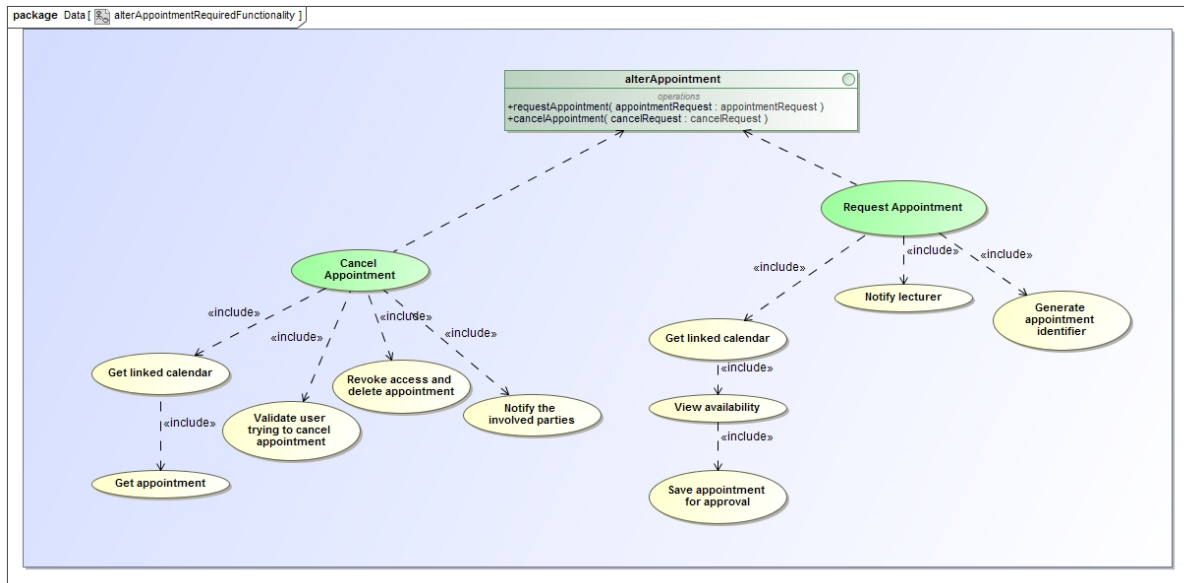 package Data [ alterAppointmentRequiredFunctionality ]
alterAppointment
operations
+requestAppointment( appointmentRequest : appointmentRequest )
+cancelAppointment( cancelRequest : cancelRequest )
Request Appointment
Cancel
Appointment
«include»
«include»
«include»
Notify lecturer
Generate
appointment
identifier
«include»
«include»
«include»
«include»
Get linked calendar
Get linked calendar
«include»
Revoke access and
delete appointment
Notify the
involved parties
View availability
Validate user
trying to cancel
appointment
«include»
«include»
Get appointment
Save appointment
for approval